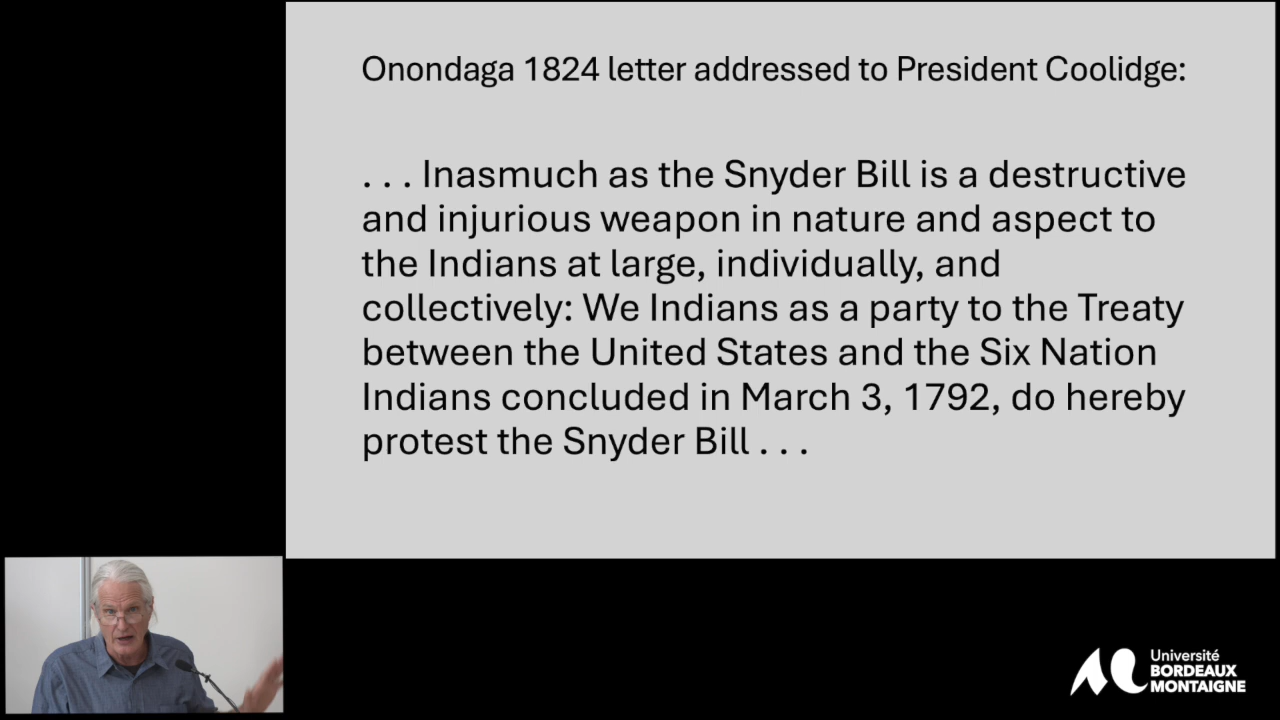 Onondaga 1824 letter addressed to President Coolidge:
. . . Inasmuch as the Snyder Bill is a destructive
and injurious weapon in nature and aspect to
the Indians at large, individually, and
collectively: We Indians as a party to the Treaty
between the United States and the Six Nation
Indians concluded in March 3, 1792, do hereby
protest the Snyder Bill . . .
Université
BORDEAUX
MONTAIGNE